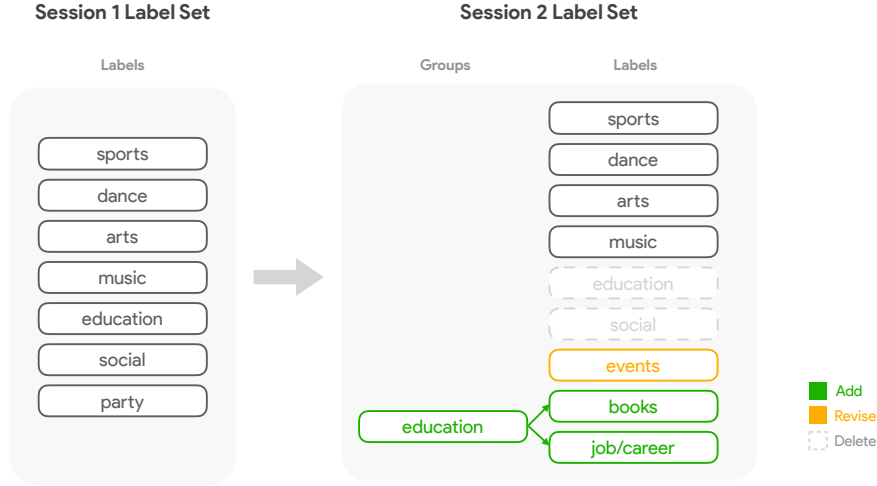 Session 1 Label Set
Session 2 Label Set
Labels
Groups
Labels
sports
dance
arts
music
education
social
party
sports
dance
arts
music
education
social
events
books
job/career
education
Add
Revise
Delete